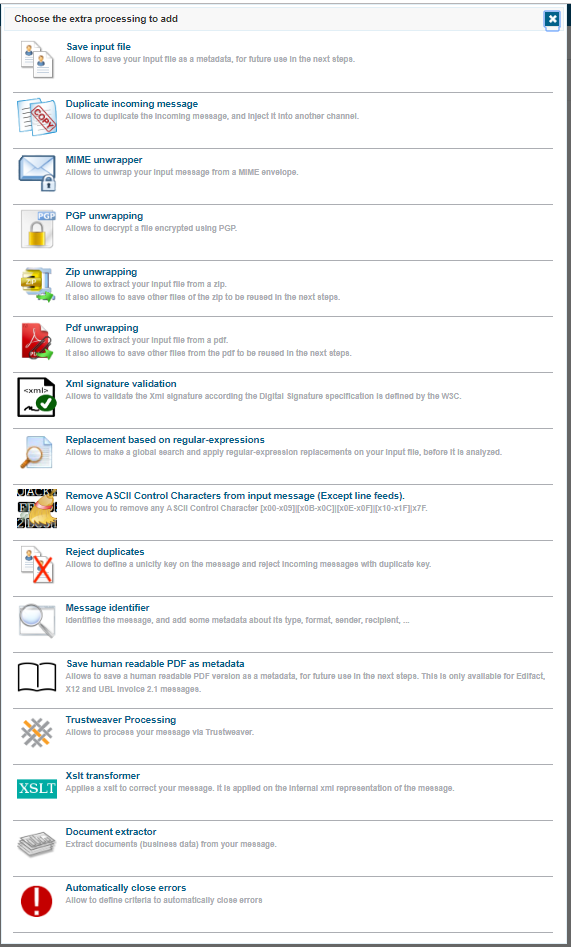 Choose the extra processing to add
Save input file
Allows to save your input file as a metadata, for future use in the next steps.
COPY
Duplicate incoming message
Allows to duplicate the incoming message, and inject it into another channel.
MIME unwrapper
Allows to unwrap your input message from a MIME envelope.
PGP
PGP unwrapping
Allows to decrypt a file encrypted using PGP.
Zip unwrapping
Allows to extract your input file from a zip.
It also allows to save other files of the zip to be reused in the next steps.
Pdf unwrapping
Allows to extract your input file from a pdf.
It also allows to save other files from the pdf to be reused in the next steps.
<xml>
Xml signature validation
Allows to validate the Xml signature according the Digital Signature specification is defined by the W3C.
Replacement based on regular-expressions
Allows to make a global search and apply regular-expression replacements on your input file, before it is analyzed.
Remove ASCII Control Characters from input message (Except line feeds).
Allows you to remove any ASCII Control Character [x00-x09]|[x0B-x0C]|[x0E-x0F]|[x10-x1F]|x7F.
Reject duplicates
Allows to define a unicity key on the message and reject incoming messages with duplicate key.
Message identifier
Identifies the message, and add some metadata about its type, format, sender, recipient, ...
Save human readable PDF as metadata
Allows to save a human readable PDF version as a metadata, for future use in the next steps. This is only available for Edifact,
X12 and UBL Invoice 2.1 messages.
Trustweaver Processing
Allows to process your message via Trustweaver.
XSLT
Xslt transformer
Applies a xslt to correct your message. It is applied on the internal xml representation of the message.
Document extractor
Extract documents (business data) from your message.
Automatically close errors
Allow to define criteria to automatically close errors